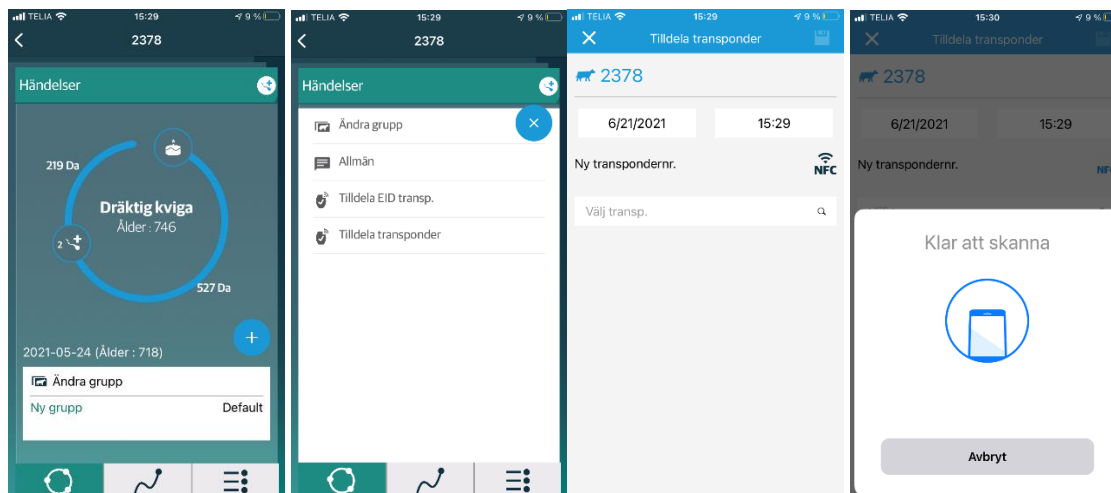 TELIA 15:29 9 %
2378
Händelser
219 Da
Dräktig kviga
Ålder : 746
2
527 Da
2021-05-24 (Ålder : 718)
Ändra grupp
Ny grupp Default
TELIA 15:29 9 %
2378
Händelser
Ändra grupp
Allmän
Tilldela EID transp.
Tilldela transponder
TELIA 15:29 9 %
Tilldela transponder
2378
6/21/2021 15:29
Ny transpondernr. NFC
Välj transp.
TELIA 15:30 9 %
Tilldela transponder
2378
6/21/2021 15:29
Ny transpondernr. NF
Klar att skanna
Avbryt